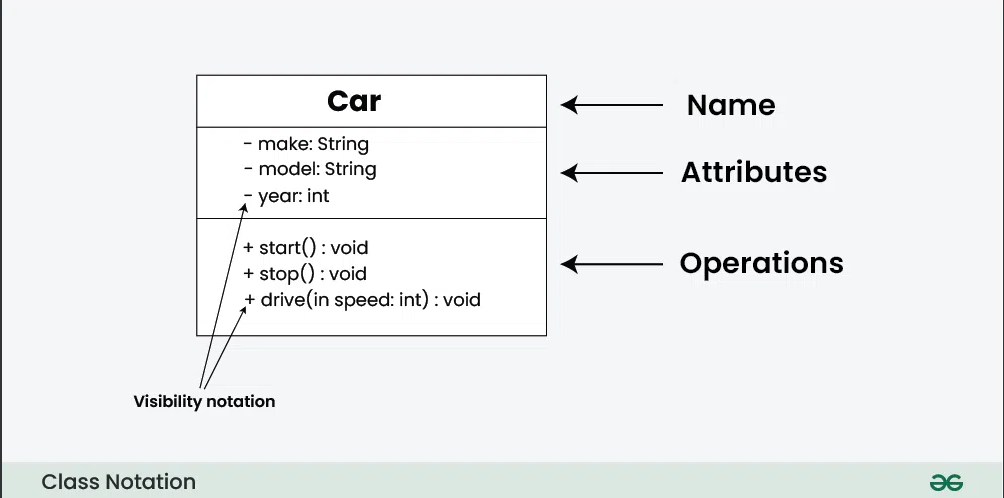 Car
Name
- make: String
- model: String
- year: int
Attributes
+ start() : void
+ stop() : void
+ drive(in speed: int) : void
Operations
Visibility notation
Class Notation